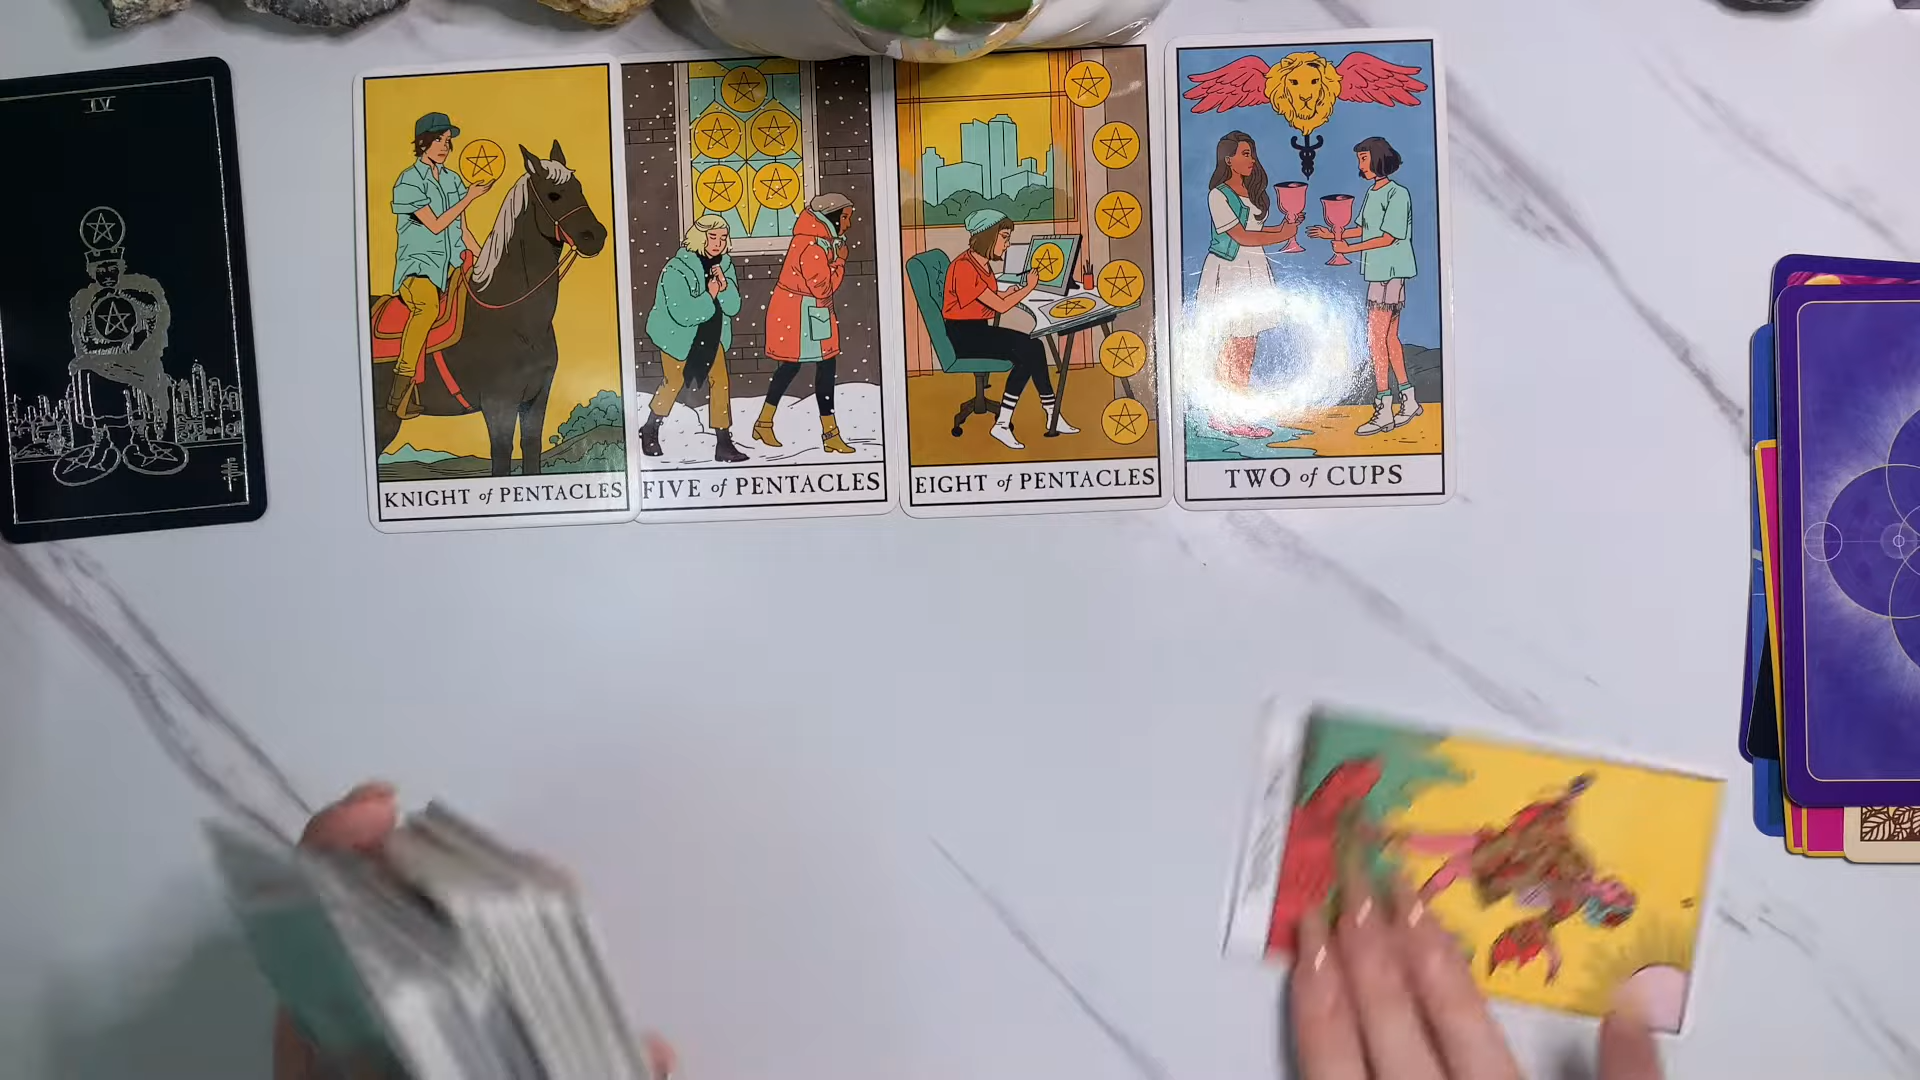 IV
KNIGHT of PENTACLES
FIVE of PENTACLES
EIGHT of PENTACLES
TWO of CUPS